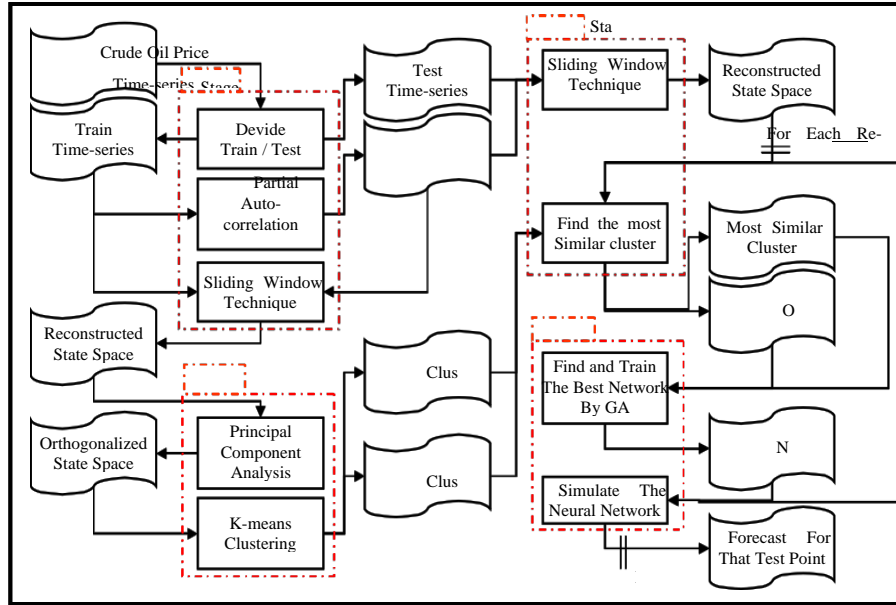 Crude Oil Price
Time-series
Stage
Train
Time-series
Devide
Train / Test
Partial
Auto-
correlation
Sliding Window
Technique
Reconstructed
State Space
Orthogonalized
State Space
Principal
Component
Analysis
K-means
Clustering
Test
Time-series
Clus
Clus
Sta
Sliding Window
Technique
Reconstructed
State Space
For Each Re-
Find the most
Similar cluster
Most Similar
Cluster
O
Find and Train
The Best Network
By GA
N
Simulate The
Neural Network
Forecast For
That Test Point